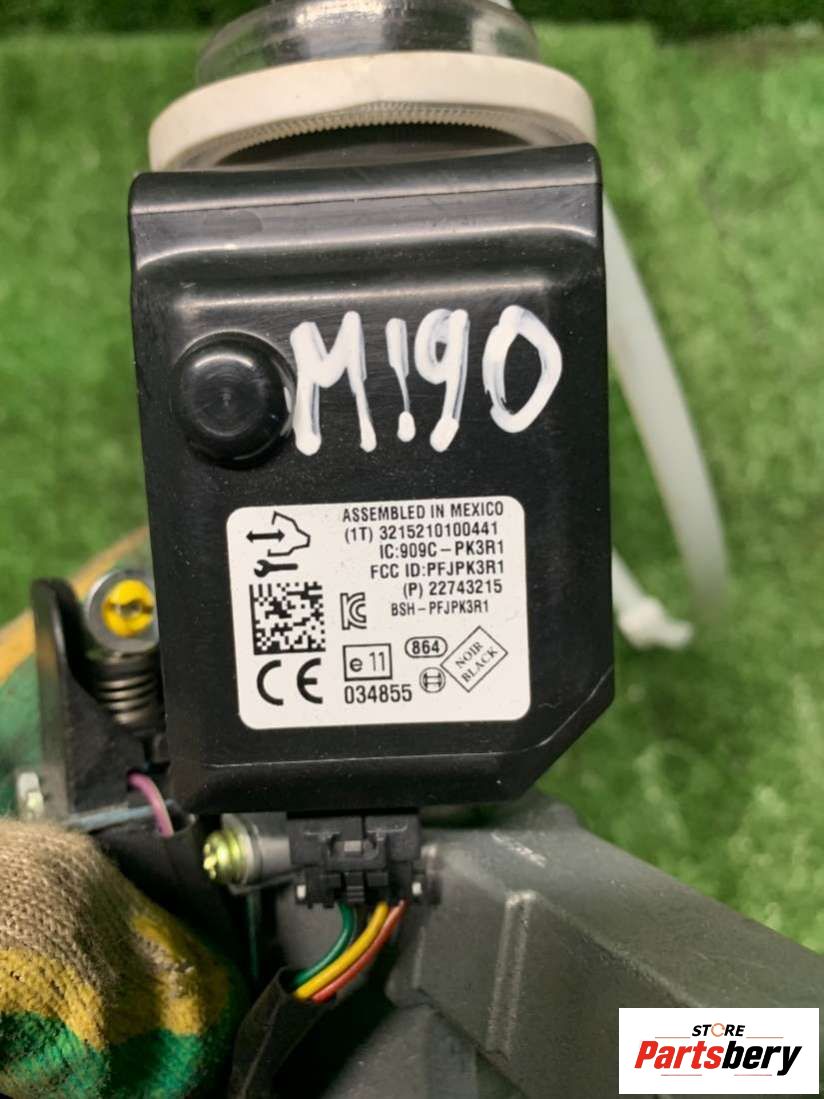 M190
ASSEMBLED IN MEXICO
(1T) 3215210100441
IC:909C-PK3R1
FCC ID:PFJPK3R1
(P) 22743215
BSH-PFJPK3R1
CE
e 11
034855
864
NOIR
BLACK
STORE
Partsbery